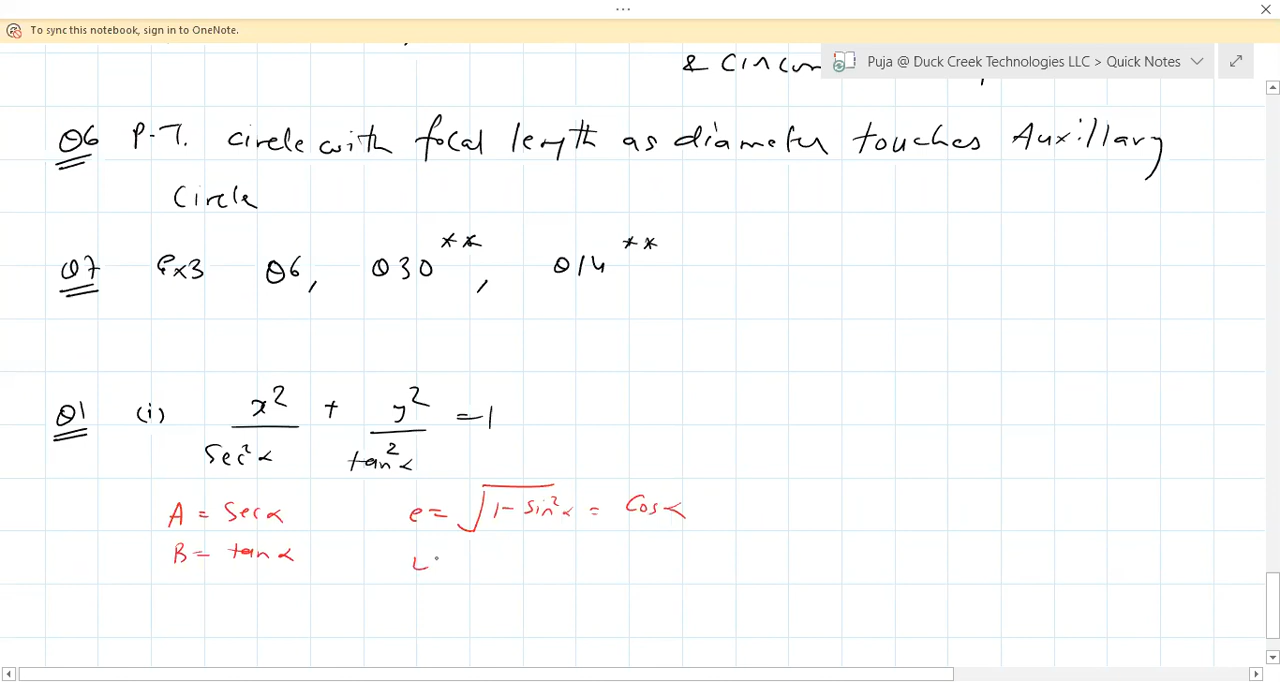 To sync this notebook, sign in to OneNote.
Puja @ Duck Creek Technologies LLC > Quick Notes
&
Q6 P.T. circle with focal length as diameter touches Auxillary
Circle
Q7 Ex3 Q6, Q30**, Q14**
Q1 (i) x²/sec²α + y²/tan²α = 1
A = Secα e = √(1 - sin²α) = Cosα
B = tanα L